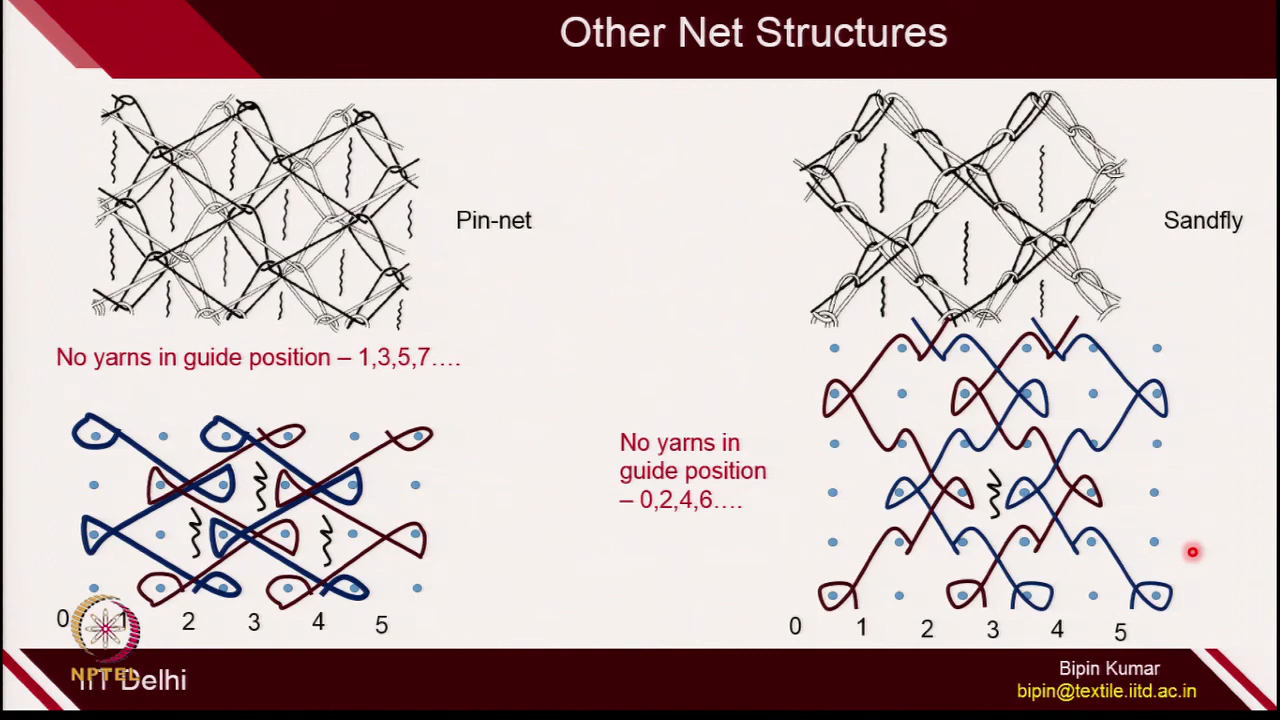 Other Net Structures
Pin-net
Sandfly
No yarns in guide position – 1,3,5,7….
No yarns in
guide position
– 0,2,4,6….
0 1 2 3 4 5
0 1 2 3 4 5
NPTEL
IIT Delhi
Bipin Kumar
bipin@textile.iitd.ac.in